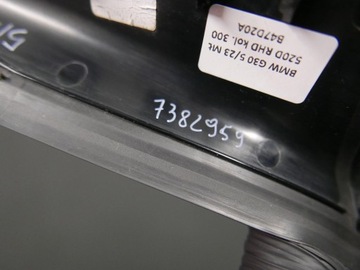 BMW G30 5/23 Mt
520D RHD kol. 300
B47D20A
7382959